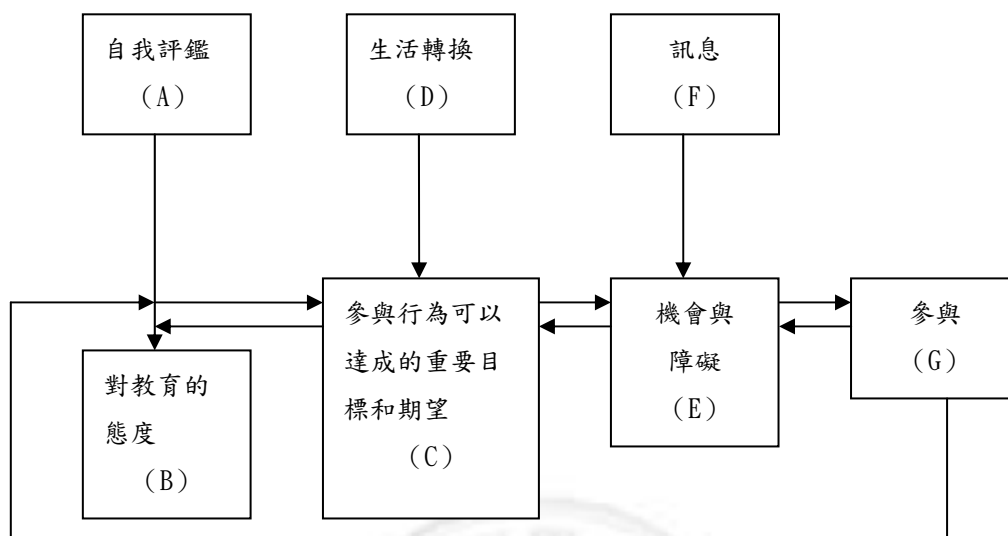 自我評鑑
（A）
生活轉換
（D）
訊息
（F）
參與行為可以
達成的重要目
標和期望
（C）
機會與
障礙
（E）
參與
（G）
對教育的
態度
（B）